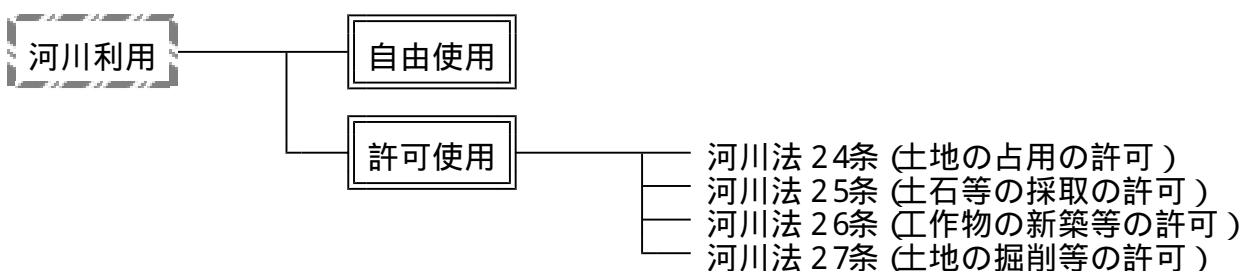 河川利用
自由使用
許可使用
河川法24条(土地の占用の許可)
河川法25条(土石等の採取の許可)
河川法26条(工作物の新築等の許可)
河川法27条(土地の掘削等の許可)